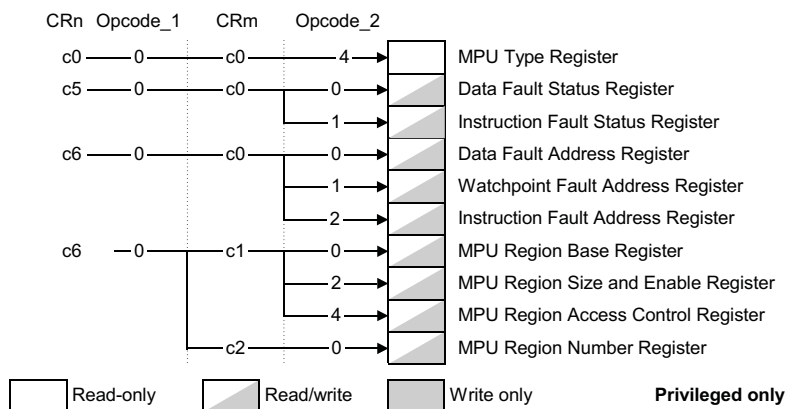 CRn Opcode_1 CRm Opcode_2
c0 0 c0 4 MPU Type Register
c5 0 c0 0 Data Fault Status Register
1 Instruction Fault Status Register
c6 0 c0 0 Data Fault Address Register
1 Watchpoint Fault Address Register
2 Instruction Fault Address Register
c6 0 c1 0 MPU Region Base Register
2 MPU Region Size and Enable Register
4 MPU Region Access Control Register
c2 0 MPU Region Number Register
Read-only Read/write Write only Privileged only